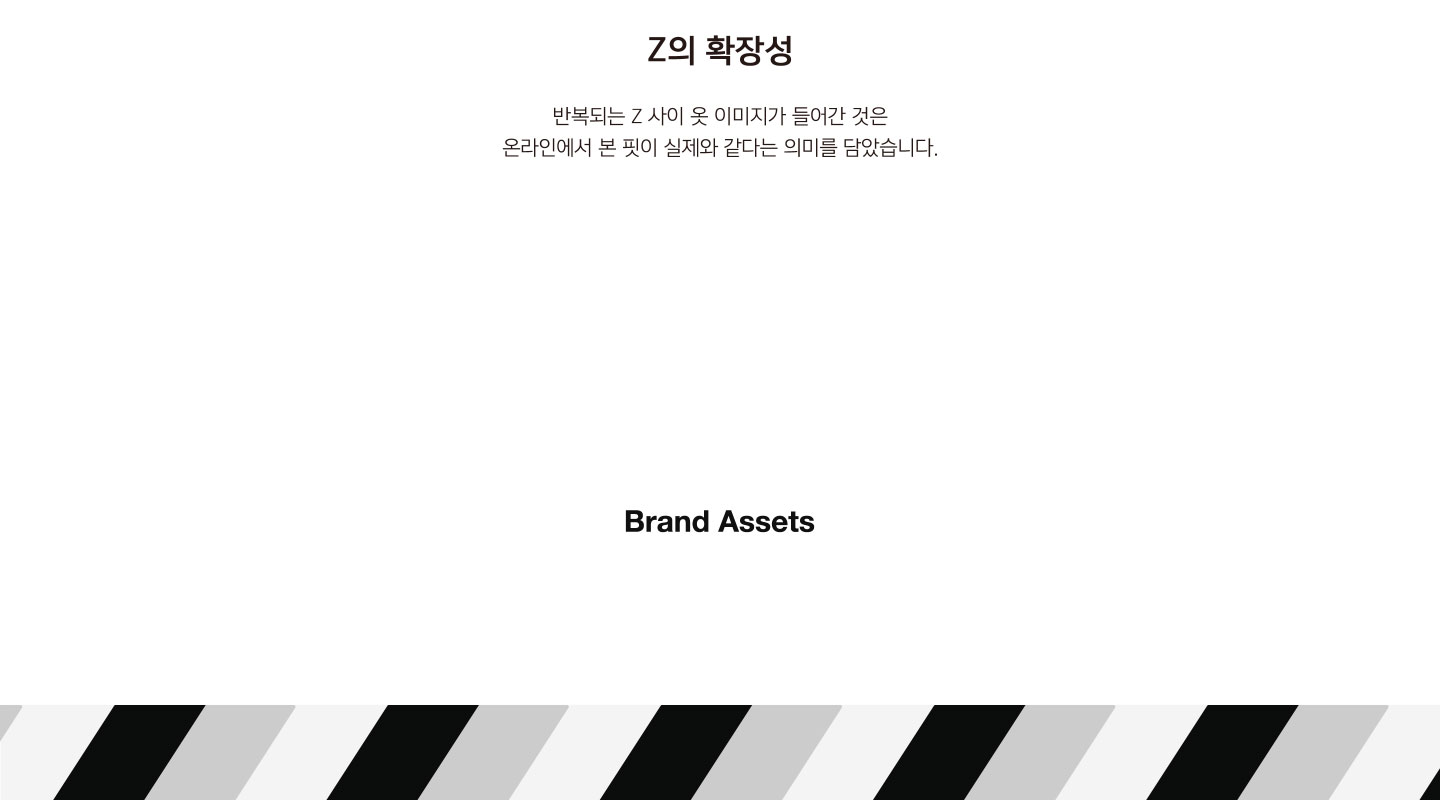 Z의 확장성
반복되는 Z 사이 옷 이미지가 들어간 것은
온라인에서 본 핏이 실제와 같다는 의미를 담았습니다.
Brand Assets